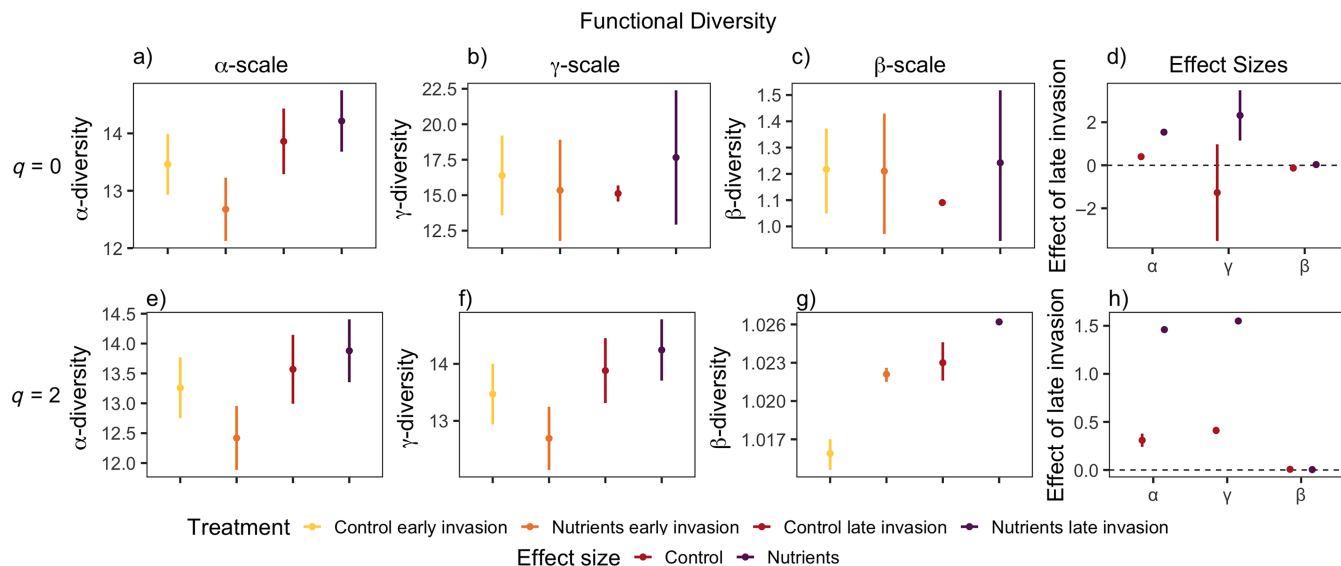 Functional Diversity
a) α-scale
b) γ-scale
c) β-scale
d) Effect Sizes
q = 0
α-diversity
14
13
12
γ-diversity
22.5
20.0
17.5
15.0
12.5
β-diversity
1.5
1.4
1.3
1.2
1.1
1.0
Effect of late invasion
2
0
−2
α γ β
e)
f)
g)
h)
q = 2
α-diversity
14.5
14.0
13.5
13.0
12.5
12.0
γ-diversity
14
13
β-diversity
1.026
1.023
1.020
1.017
Effect of late invasion
1.5
1.0
0.5
0.0
α γ β
Treatment Control early invasion Nutrients early invasion Control late invasion Nutrients late invasion
Effect size Control Nutrients